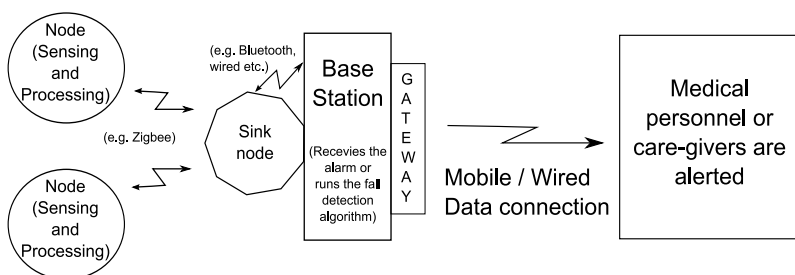 Node
(Sensing
and
Processing)
(e.g. Zigbee)
Node
(Sensing
and
Processing)
(e.g. Bluetooth,
wired etc.)
Sink
node
Base
Station
(Recevies the
alarm or
runs the fall
detection
algorithm)
G
A
T
E
W
A
Y
Mobile / Wired
Data connection
Medical
personnel or
care-givers are
alerted